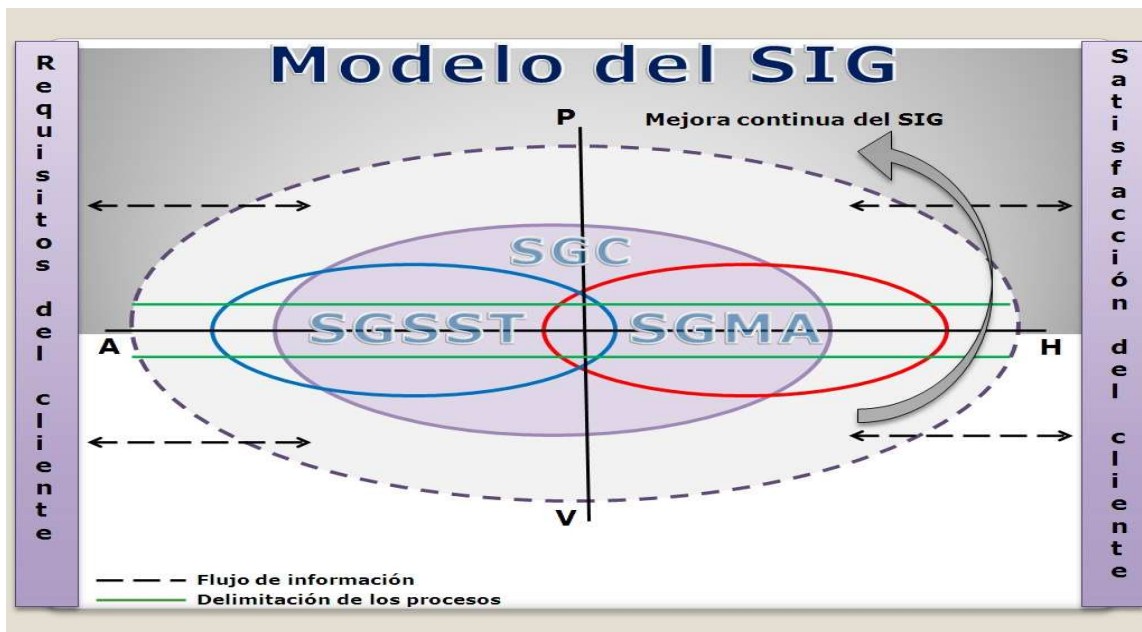 Modelo del SIG
Requisitos del cliente
Satisfacción del cliente
P
Mejora continua del SIG
SGC
SGSST
SGMA
A
H
V
Flujo de información
Delimitación de los procesos